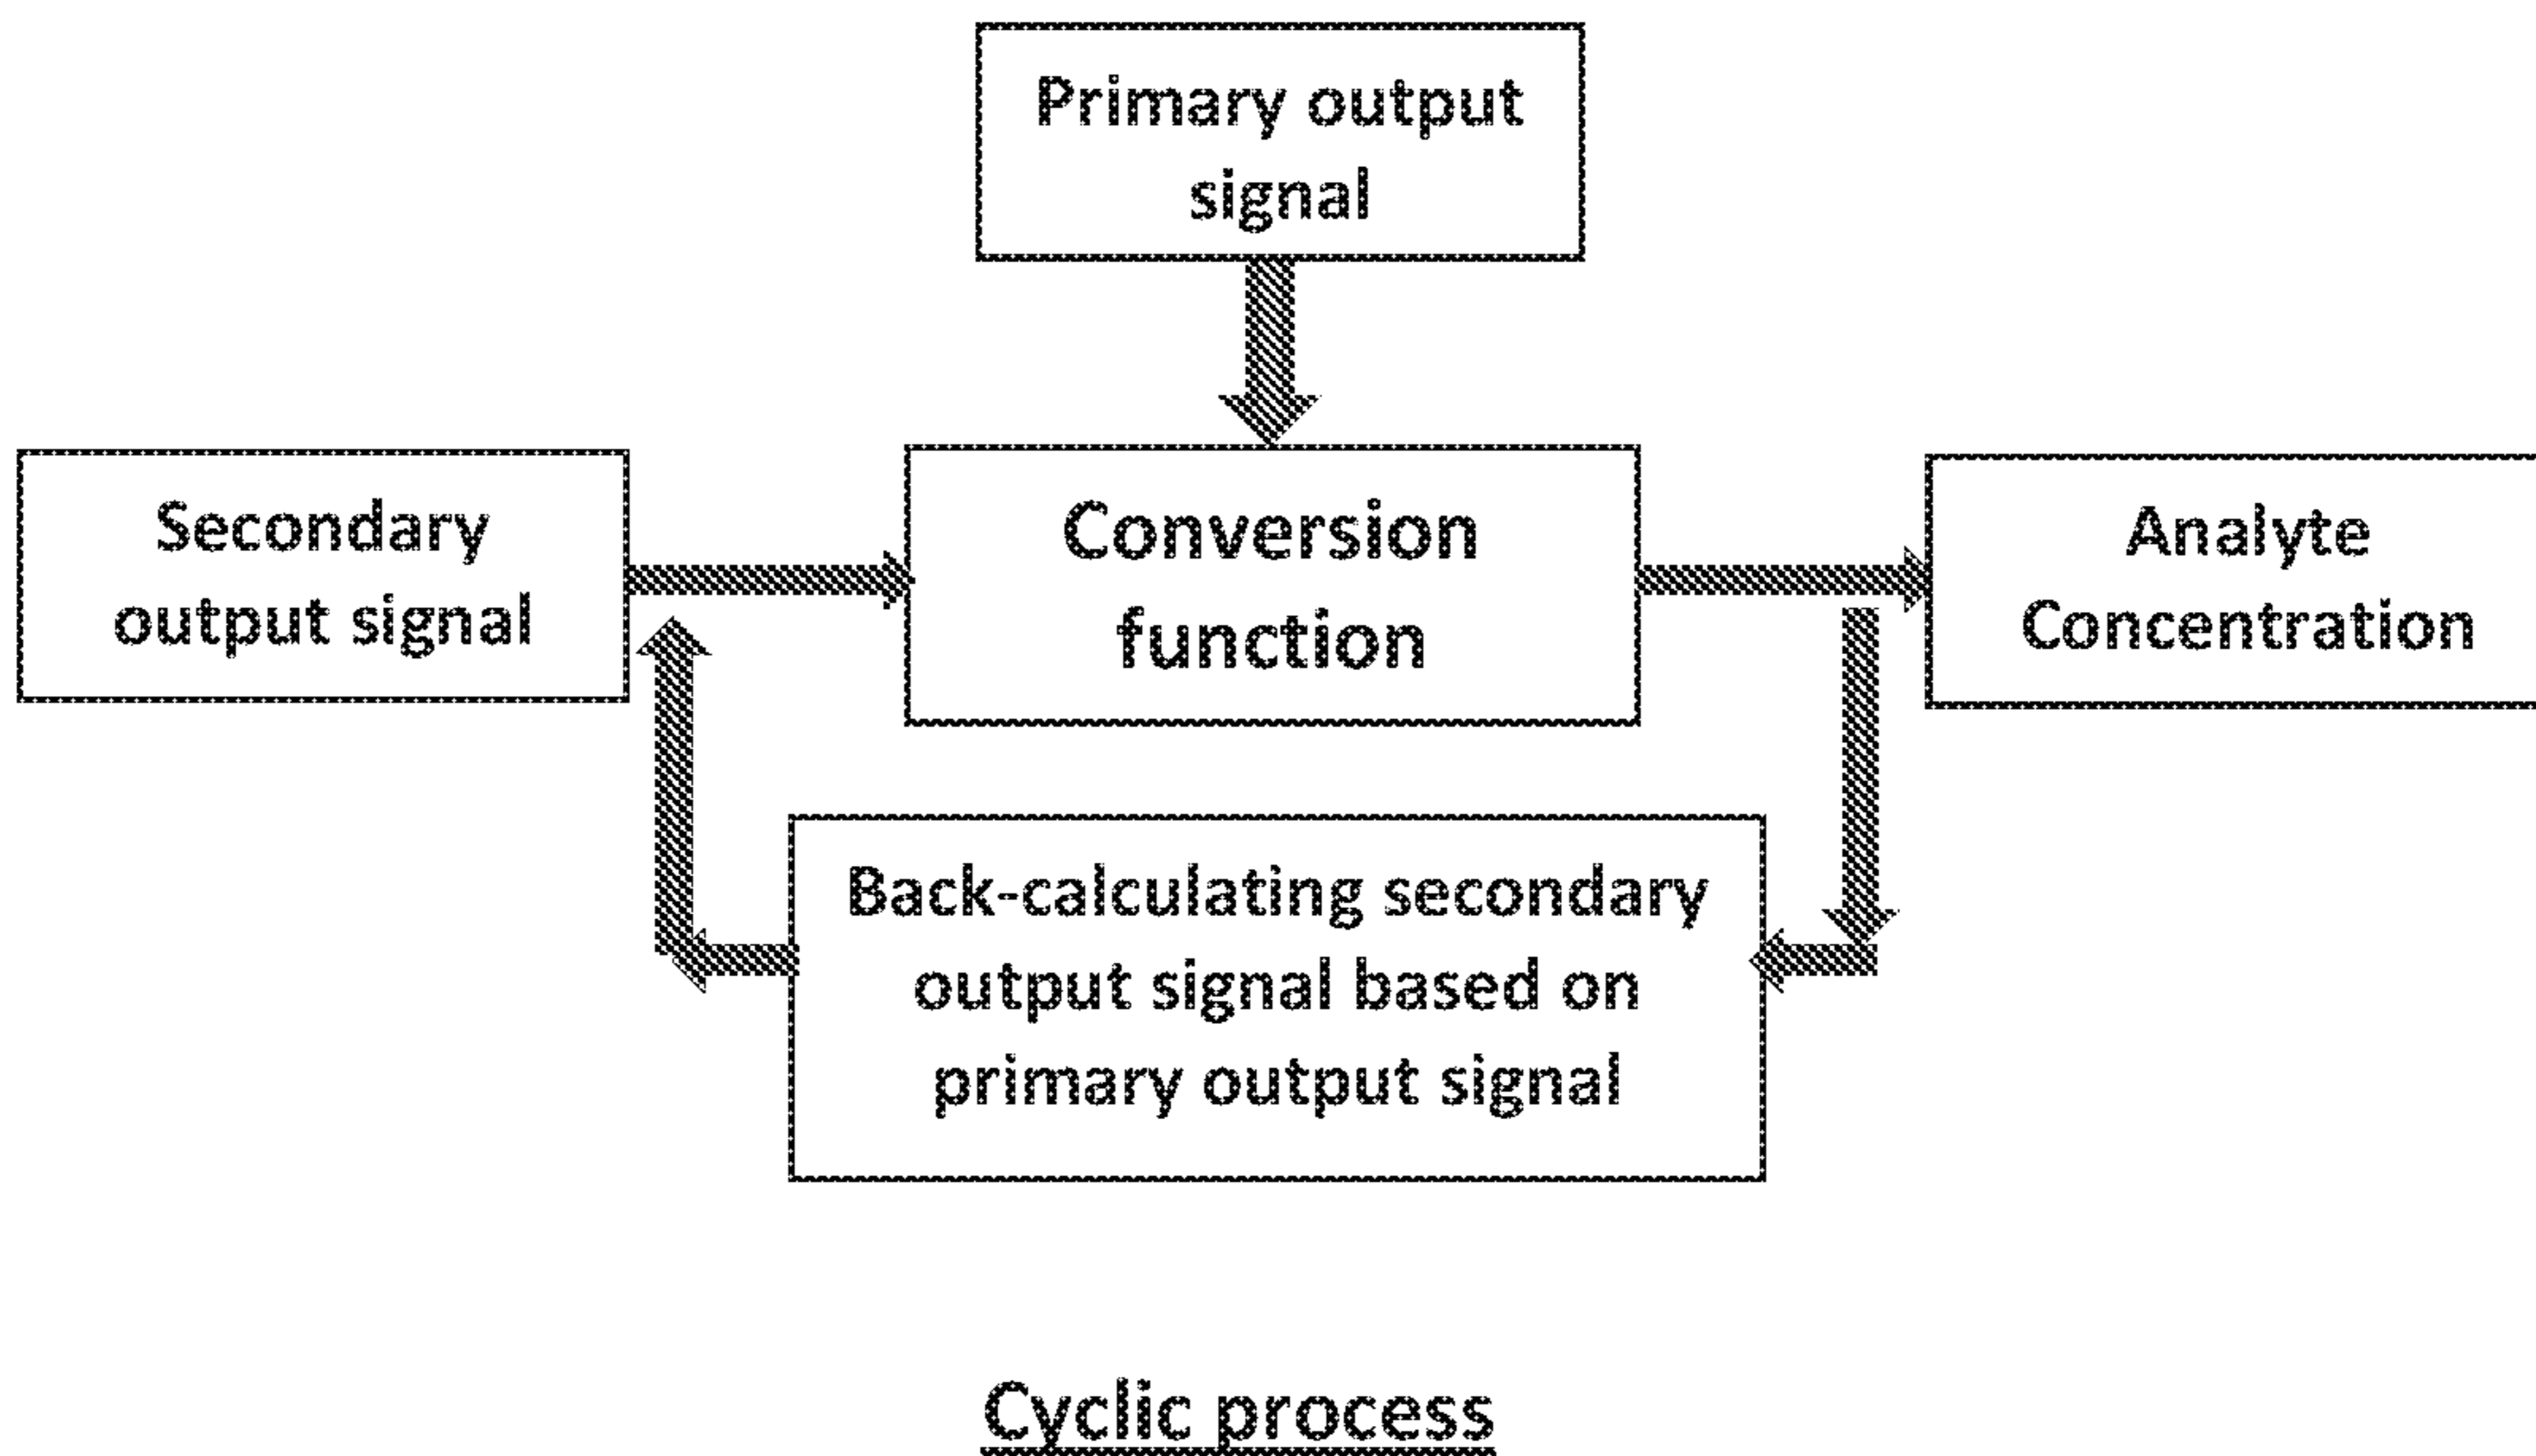 Primary output
signal
Secondary
output signal
Conversion
function
Analyte
Concentration
Back-calculating secondary
output signal based on
primary output signal
Cyclic process